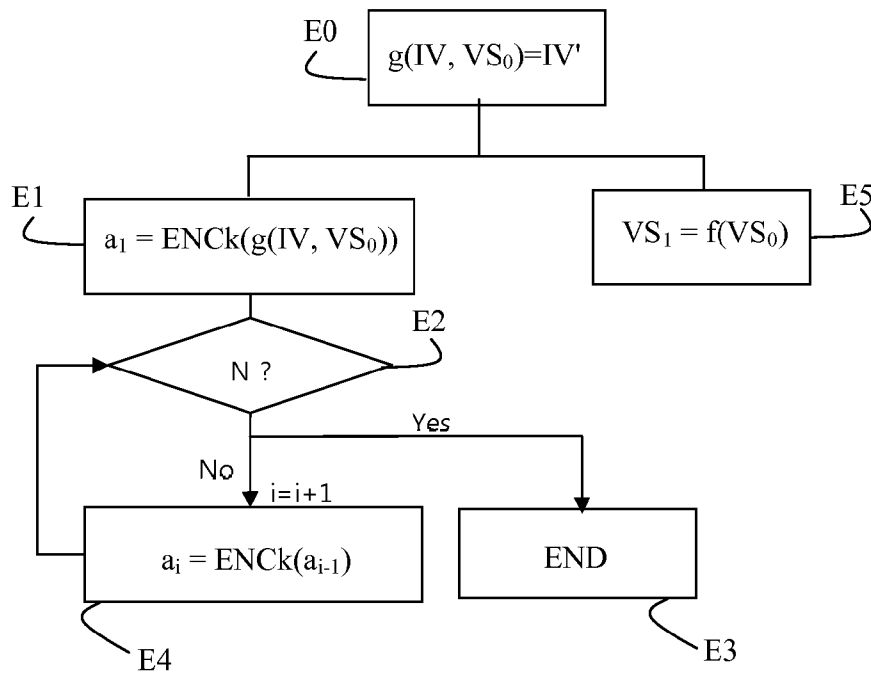 E0
g(IV, VS₀)=IV'
E1
a₁ = ENCk(g(IV, VS₀))
E5
VS₁ = f(VS₀)
E2
N ?
Yes
No
i=i+1
aᵢ = ENCk(aᵢ₋₁)
END
E4
E3